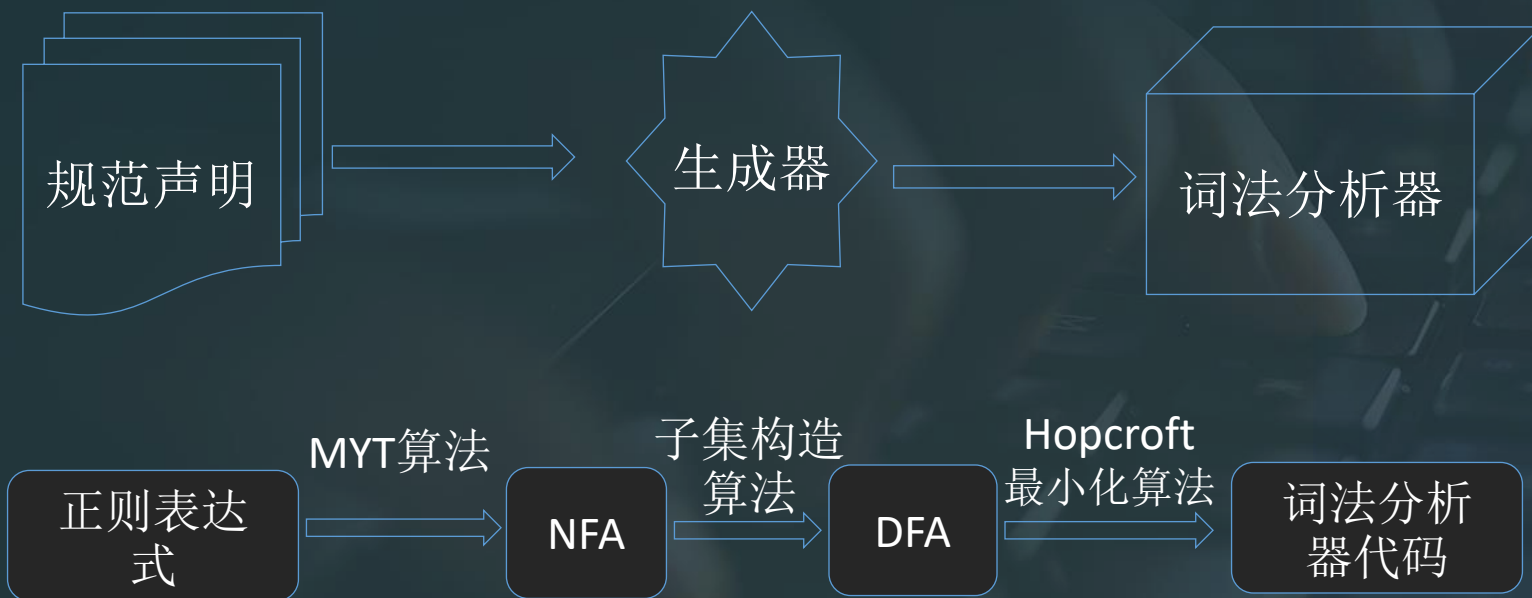 规范声明
生成器
词法分析器
MYT算法
子集构造
算法
Hopcroft
最小化算法
正则表达
式
NFA
DFA
词法分析
器代码